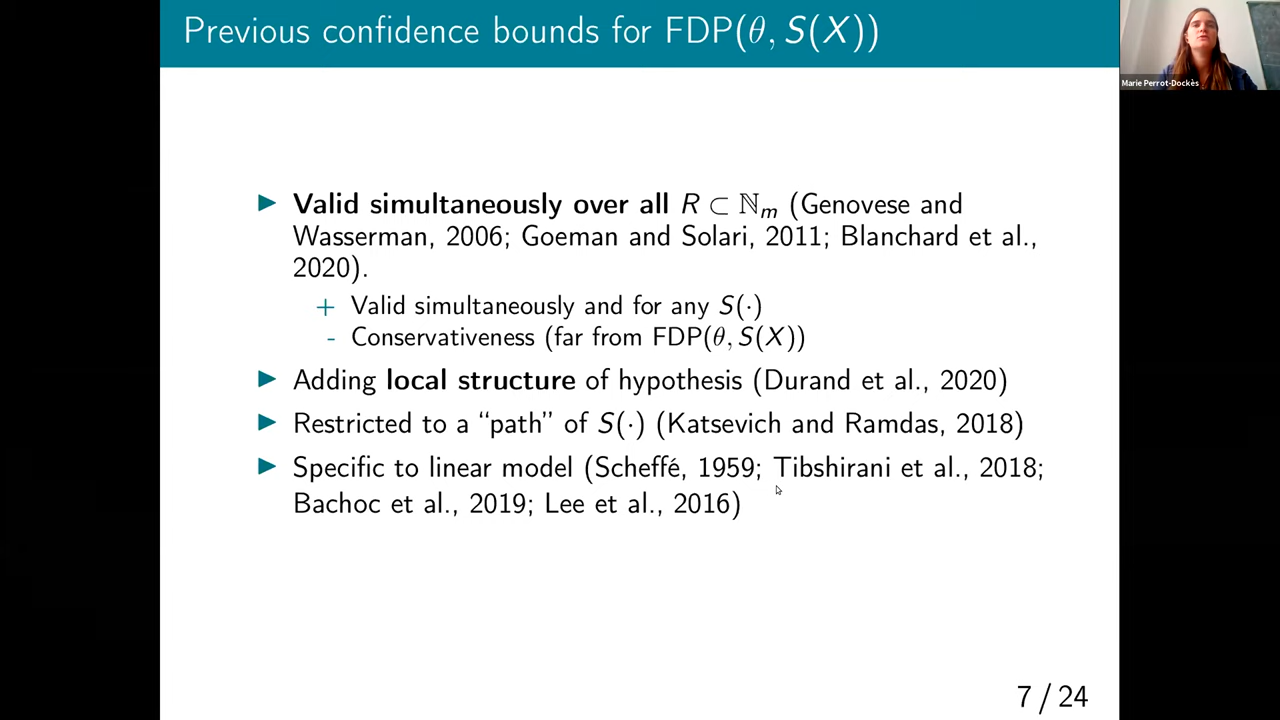 Previous confidence bounds for FDP(θ, S(X))
Marie Perrot-Dockès
▶ Valid simultaneously over all R ⊂ ℕₘ (Genovese and
Wasserman, 2006; Goeman and Solari, 2011; Blanchard et al.,
2020).
+ Valid simultaneously and for any S(·)
- Conservativeness (far from FDP(θ, S(X))
▶ Adding local structure of hypothesis (Durand et al., 2020)
▶ Restricted to a “path” of S(·) (Katsevich and Ramdas, 2018)
▶ Specific to linear model (Scheffé, 1959; Tibshirani et al., 2018;
Bachoc et al., 2019; Lee et al., 2016)
7 / 24